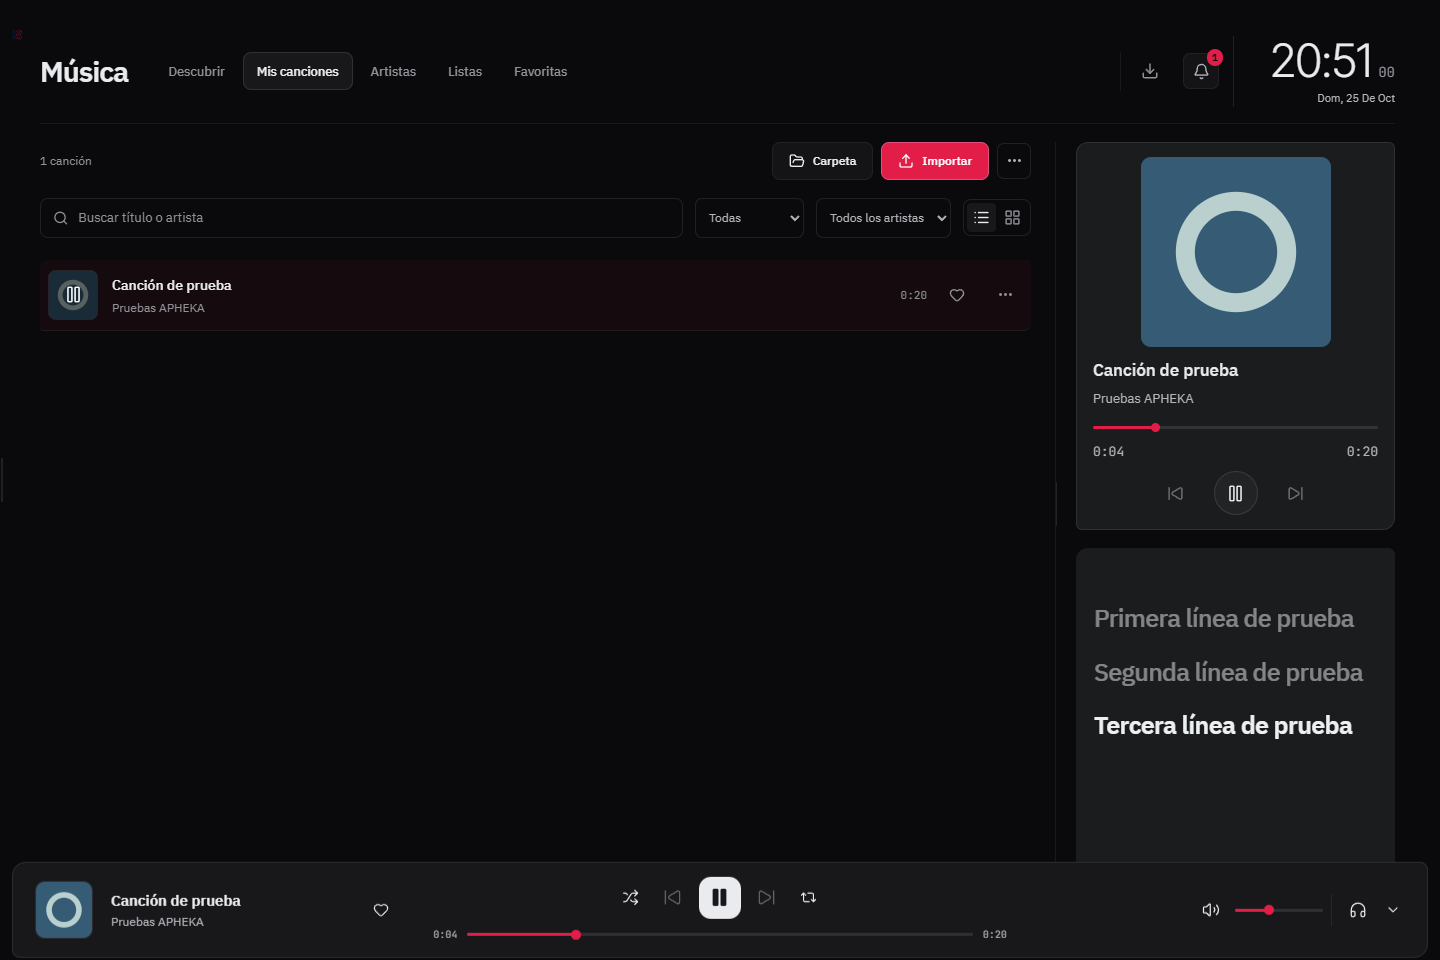 Música
Descubrir
Mis canciones
Artistas
Listas
Favoritas
1
20:51 00
Dom, 25 De Oct
1 canción
Carpeta
Importar
Buscar título o artista
Todas
Todos los artistas
Canción de prueba
Pruebas APHEKA
0:20
Canción de prueba
Pruebas APHEKA
0:04
0:20
Primera línea de prueba
Segunda línea de prueba
Tercera línea de prueba
Canción de prueba
Pruebas APHEKA
0:04
0:20